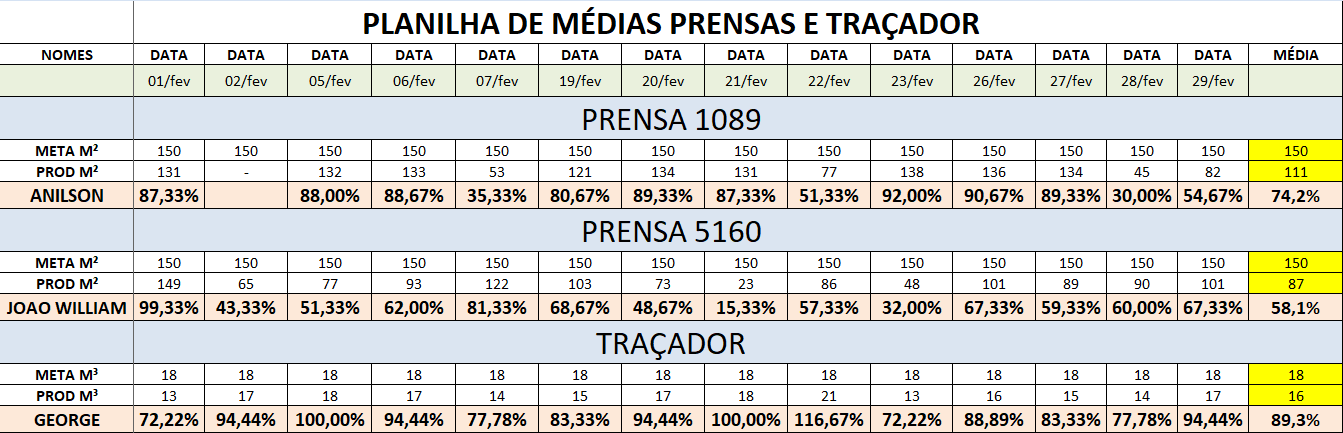 PLANILHA DE MÉDIAS PRENSAS E TRAÇADOR
NOMES DATA DATA DATA DATA DATA DATA DATA DATA DATA DATA DATA DATA DATA DATA MÉDIA
01/fev 02/fev 05/fev 06/fev 07/fev 19/fev 20/fev 21/fev 22/fev 23/fev 26/fev 27/fev 28/fev 29/fev
PRENSA 1089
META M² 150 150 150 150 150 150 150 150 150 150 150 150 150 150 150
PROD M² 131 - 132 133 53 121 134 131 77 138 136 134 45 82 111
ANILSON 87,33% 88,00% 88,67% 35,33% 80,67% 89,33% 87,33% 51,33% 92,00% 90,67% 89,33% 30,00% 54,67% 74,2%
PRENSA 5160
META M² 150 150 150 150 150 150 150 150 150 150 150 150 150 150 150
PROD M² 149 65 77 93 122 103 73 23 86 48 101 89 90 101 87
JOAO WILLIAM 99,33% 43,33% 51,33% 62,00% 81,33% 68,67% 48,67% 15,33% 57,33% 32,00% 67,33% 59,33% 60,00% 67,33% 58,1%
TRAÇADOR
META M³ 18 18 18 18 18 18 18 18 18 18 18 18 18 18 18
PROD M³ 13 17 18 17 14 15 17 18 21 13 16 15 14 17 16
GEORGE 72,22% 94,44% 100,00% 94,44% 77,78% 83,33% 94,44% 100,00% 116,67% 72,22% 88,89% 83,33% 77,78% 94,44% 89,3%